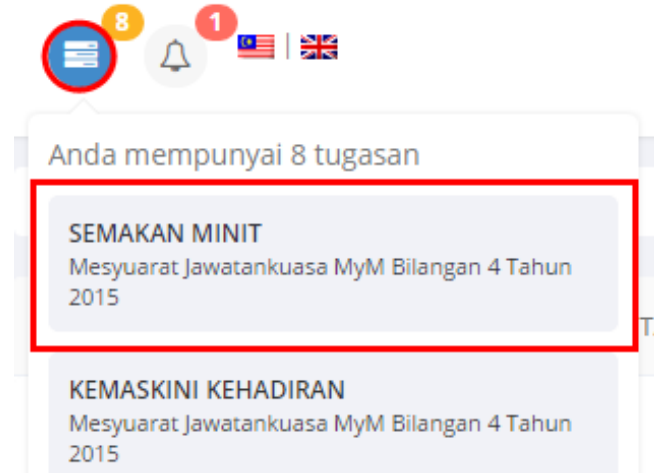 8
1
|
Anda mempunyai 8 tugasan
SEMAKAN MINIT
Mesyuarat Jawatankuasa MyM Bilangan 4 Tahun
2015
KEMASKINI KEHADIRAN
Mesyuarat Jawatankuasa MyM Bilangan 4 Tahun
2015